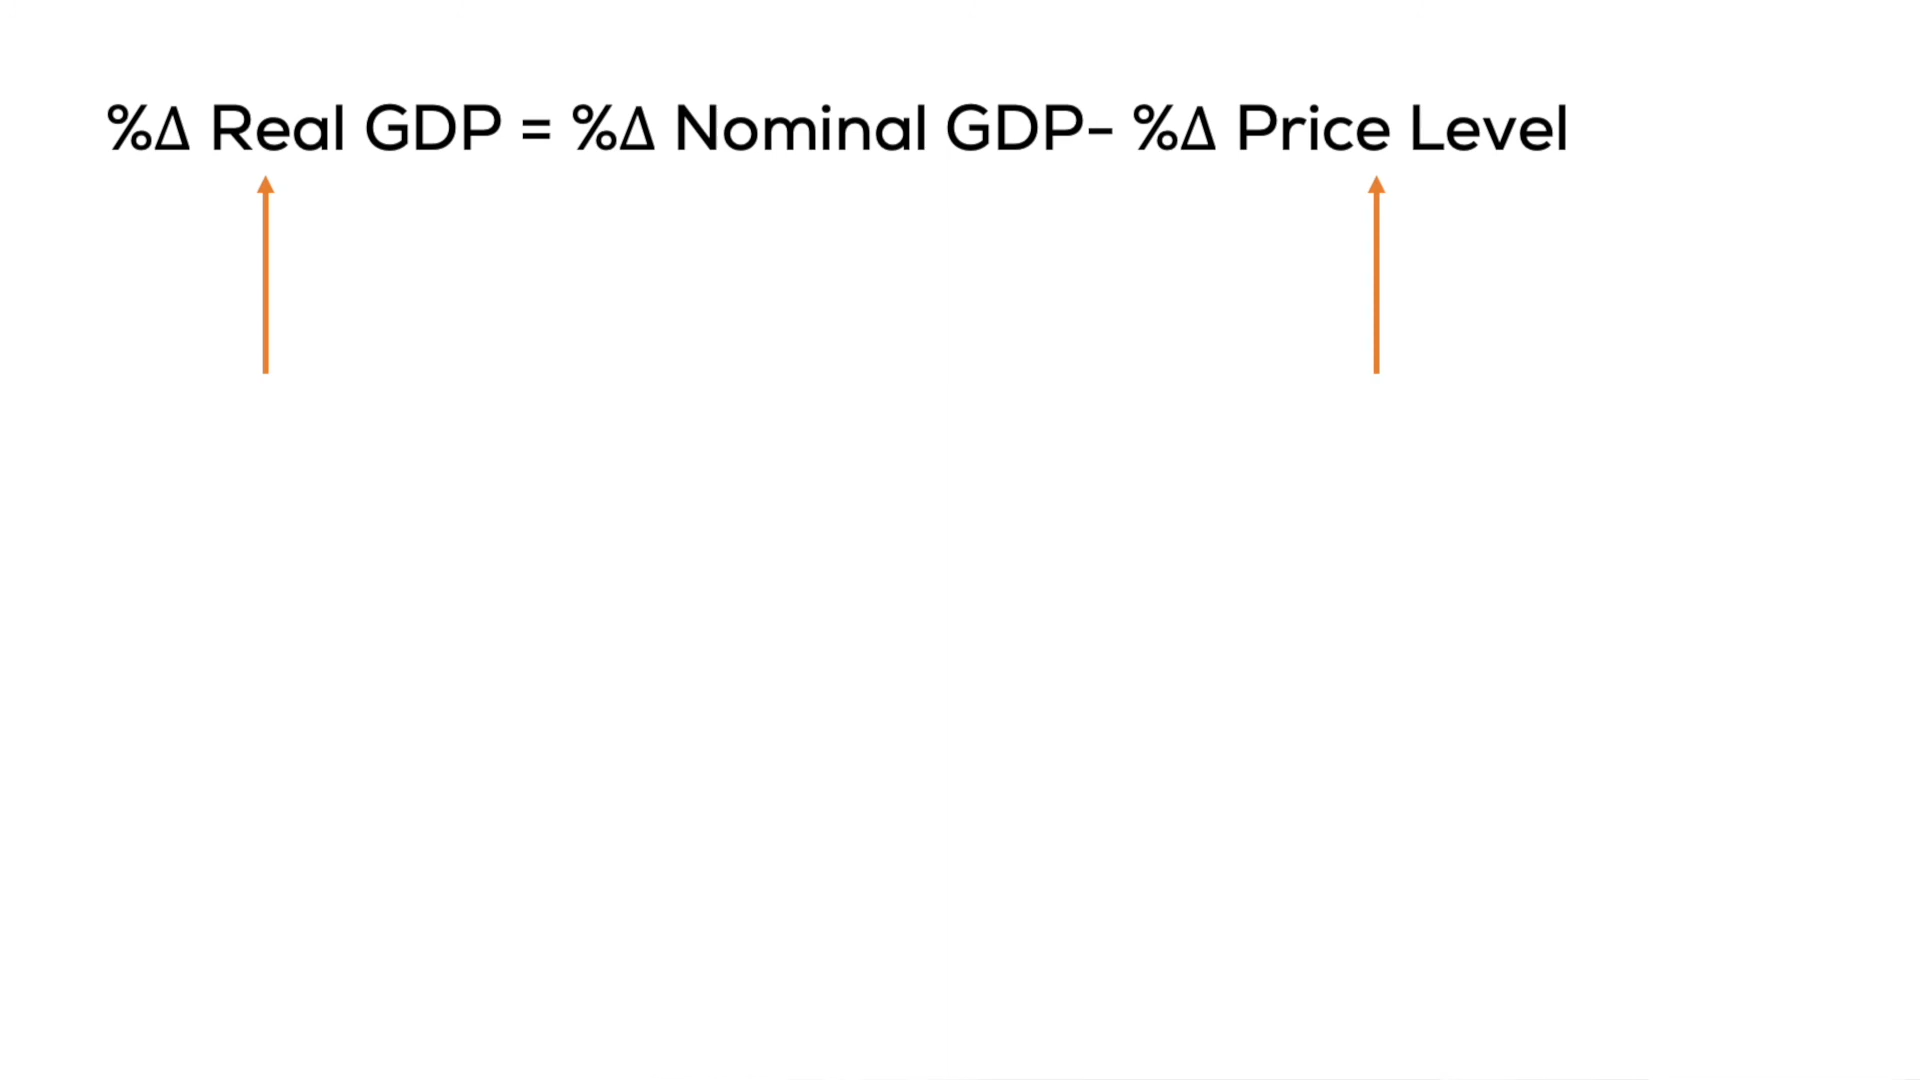 %Δ Real GDP = %Δ Nominal GDP- %Δ Price Level